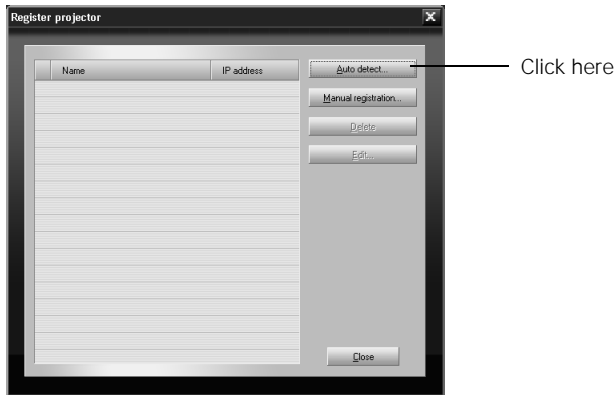 Register projector
Name IP address
Auto detect...
Click here
Manual registration...
Delete
Edit...
Close